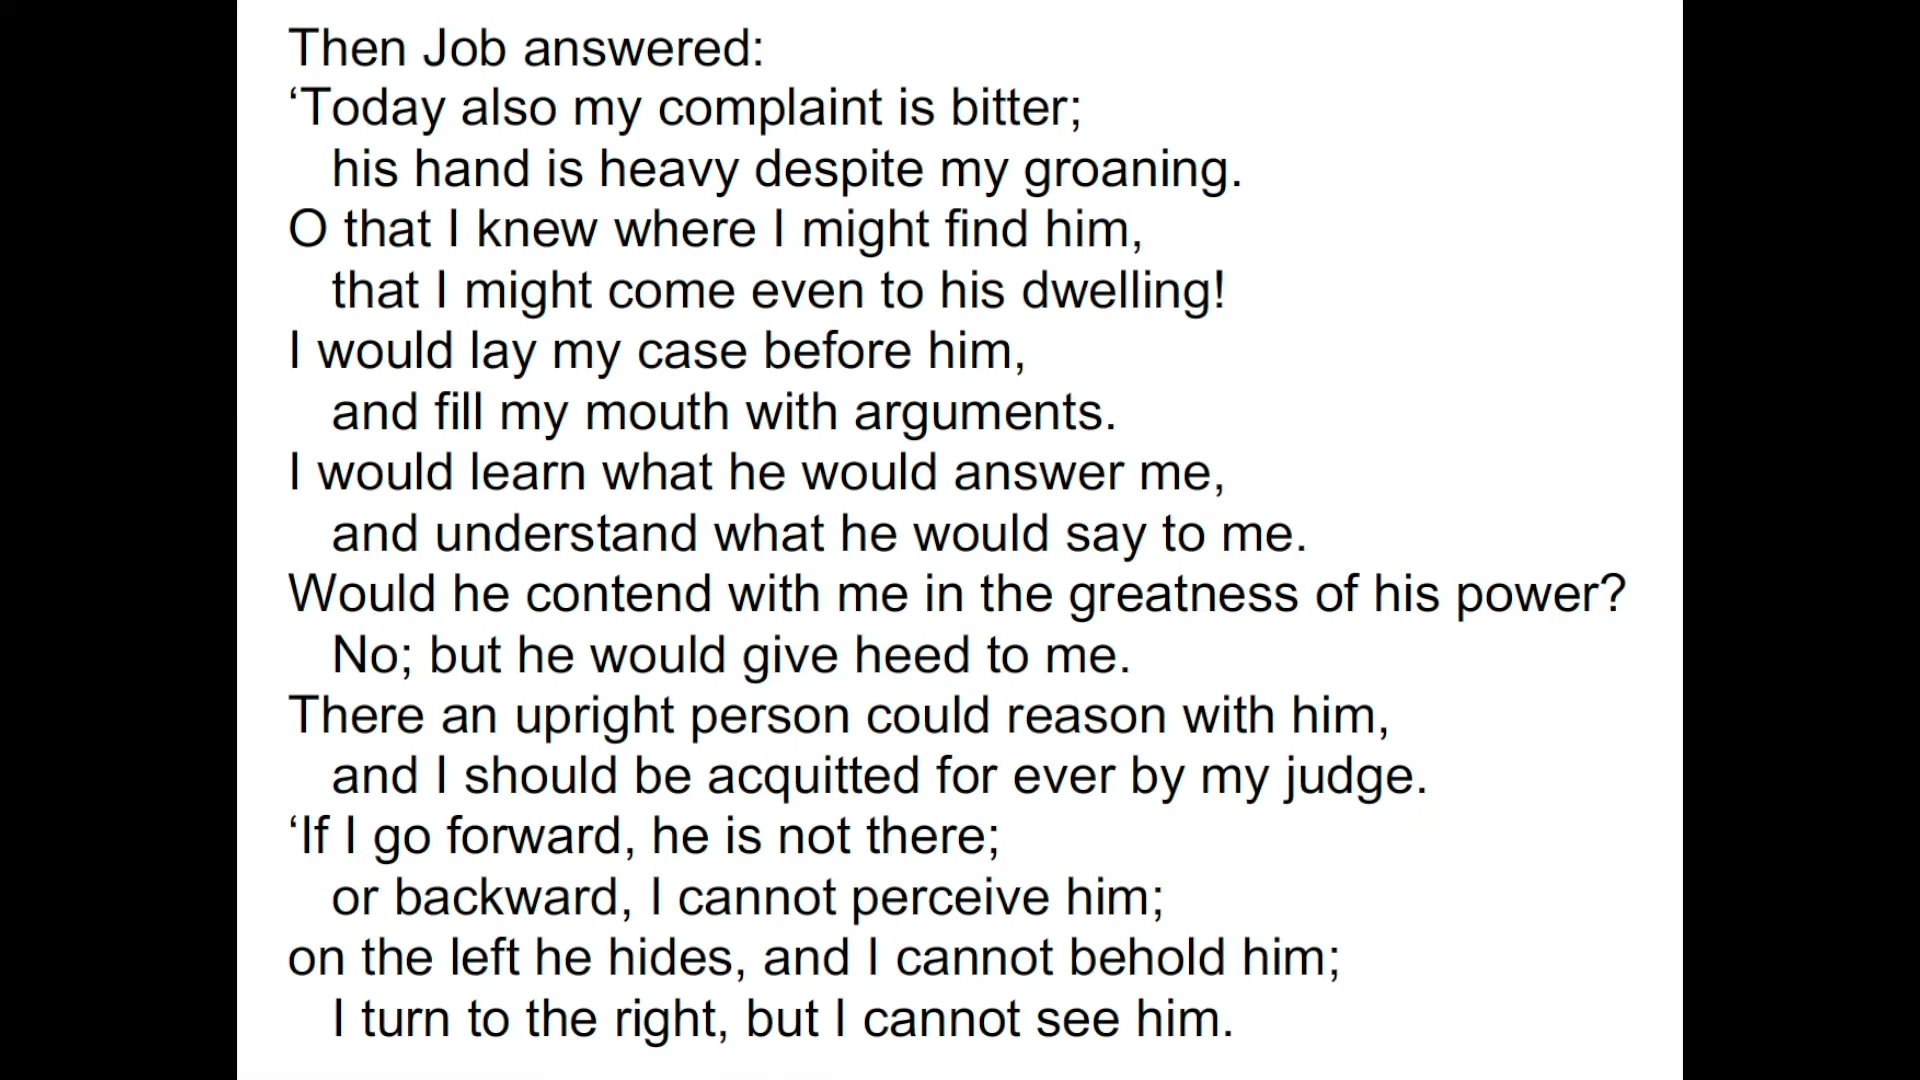 Then Job answered:
‘Today also my complaint is bitter;
his hand is heavy despite my groaning.
O that I knew where I might find him,
that I might come even to his dwelling!
I would lay my case before him,
and fill my mouth with arguments.
I would learn what he would answer me,
and understand what he would say to me.
Would he contend with me in the greatness of his power?
No; but he would give heed to me.
There an upright person could reason with him,
and I should be acquitted for ever by my judge.
‘If I go forward, he is not there;
or backward, I cannot perceive him;
on the left he hides, and I cannot behold him;
I turn to the right, but I cannot see him.